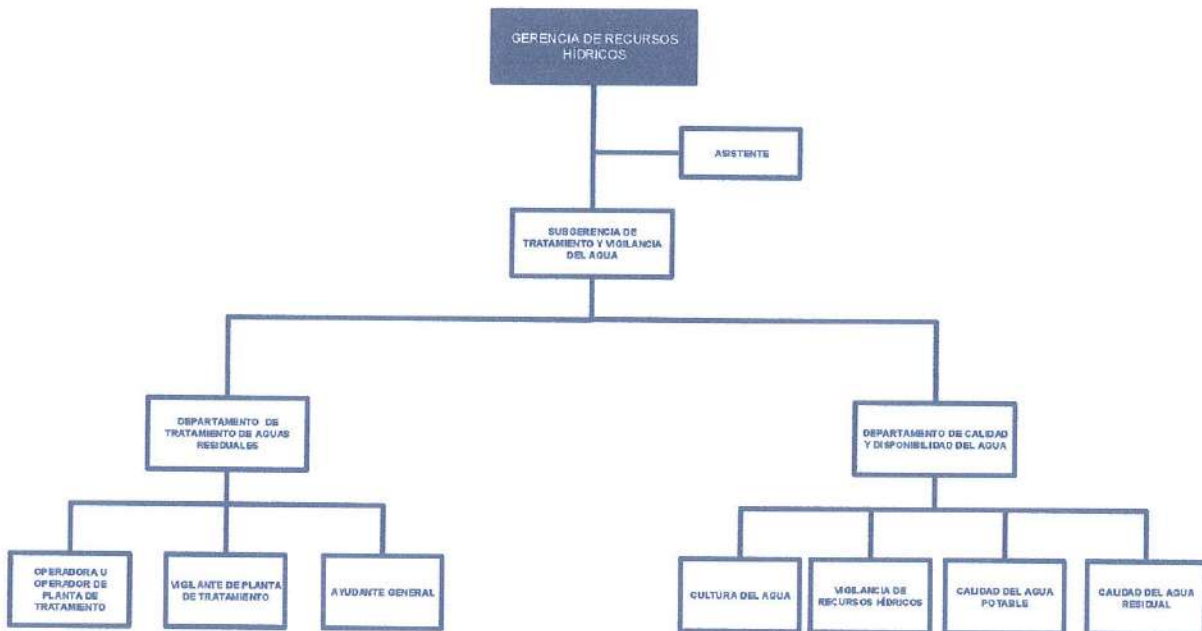 GERENCIA DE RECURSOS
HÍDRICOS
ASISTENTE
SUBGERENCIA DE
TRATAMIENTO Y VIGILANCIA
DEL AGUA
DEPARTAMENTO DE
TRATAMIENTO DE AGUAS
RESIDUALES
DEPARTAMENTO DE CALIDAD
Y DISPONIBILIDAD DEL AGUA
OPERADORA U
OPERADOR DE
PLANTA DE
TRATAMIENTO
VIGILANTE DE PLANTA
DE TRATAMIENTO
AYUDANTE GENERAL
CULTURA DEL AGUA
VIGILANCIA DE
RECURSOS HÍDRICOS
CALIDAD DEL AGUA
POTABLE
CALIDAD DEL AGUA
RESIDUAL